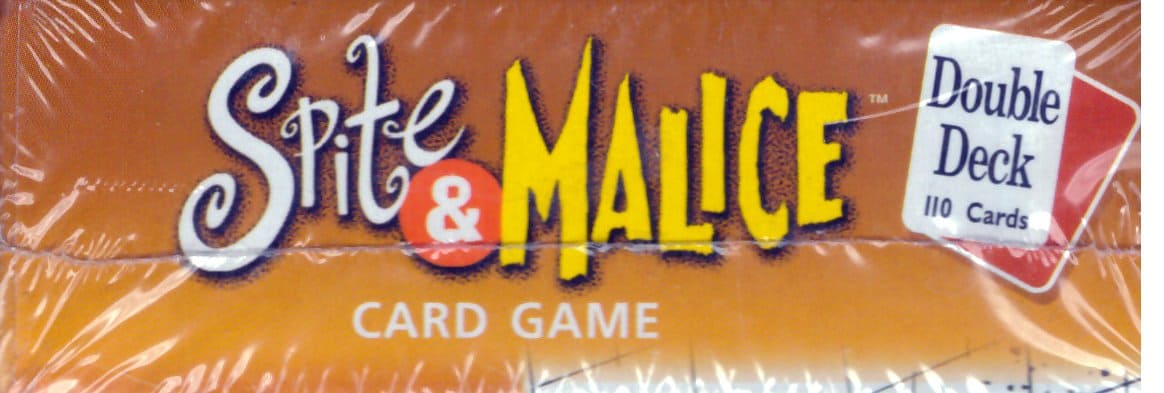 Spite & MALICE™
CARD GAME
Double
Deck
110 Cards